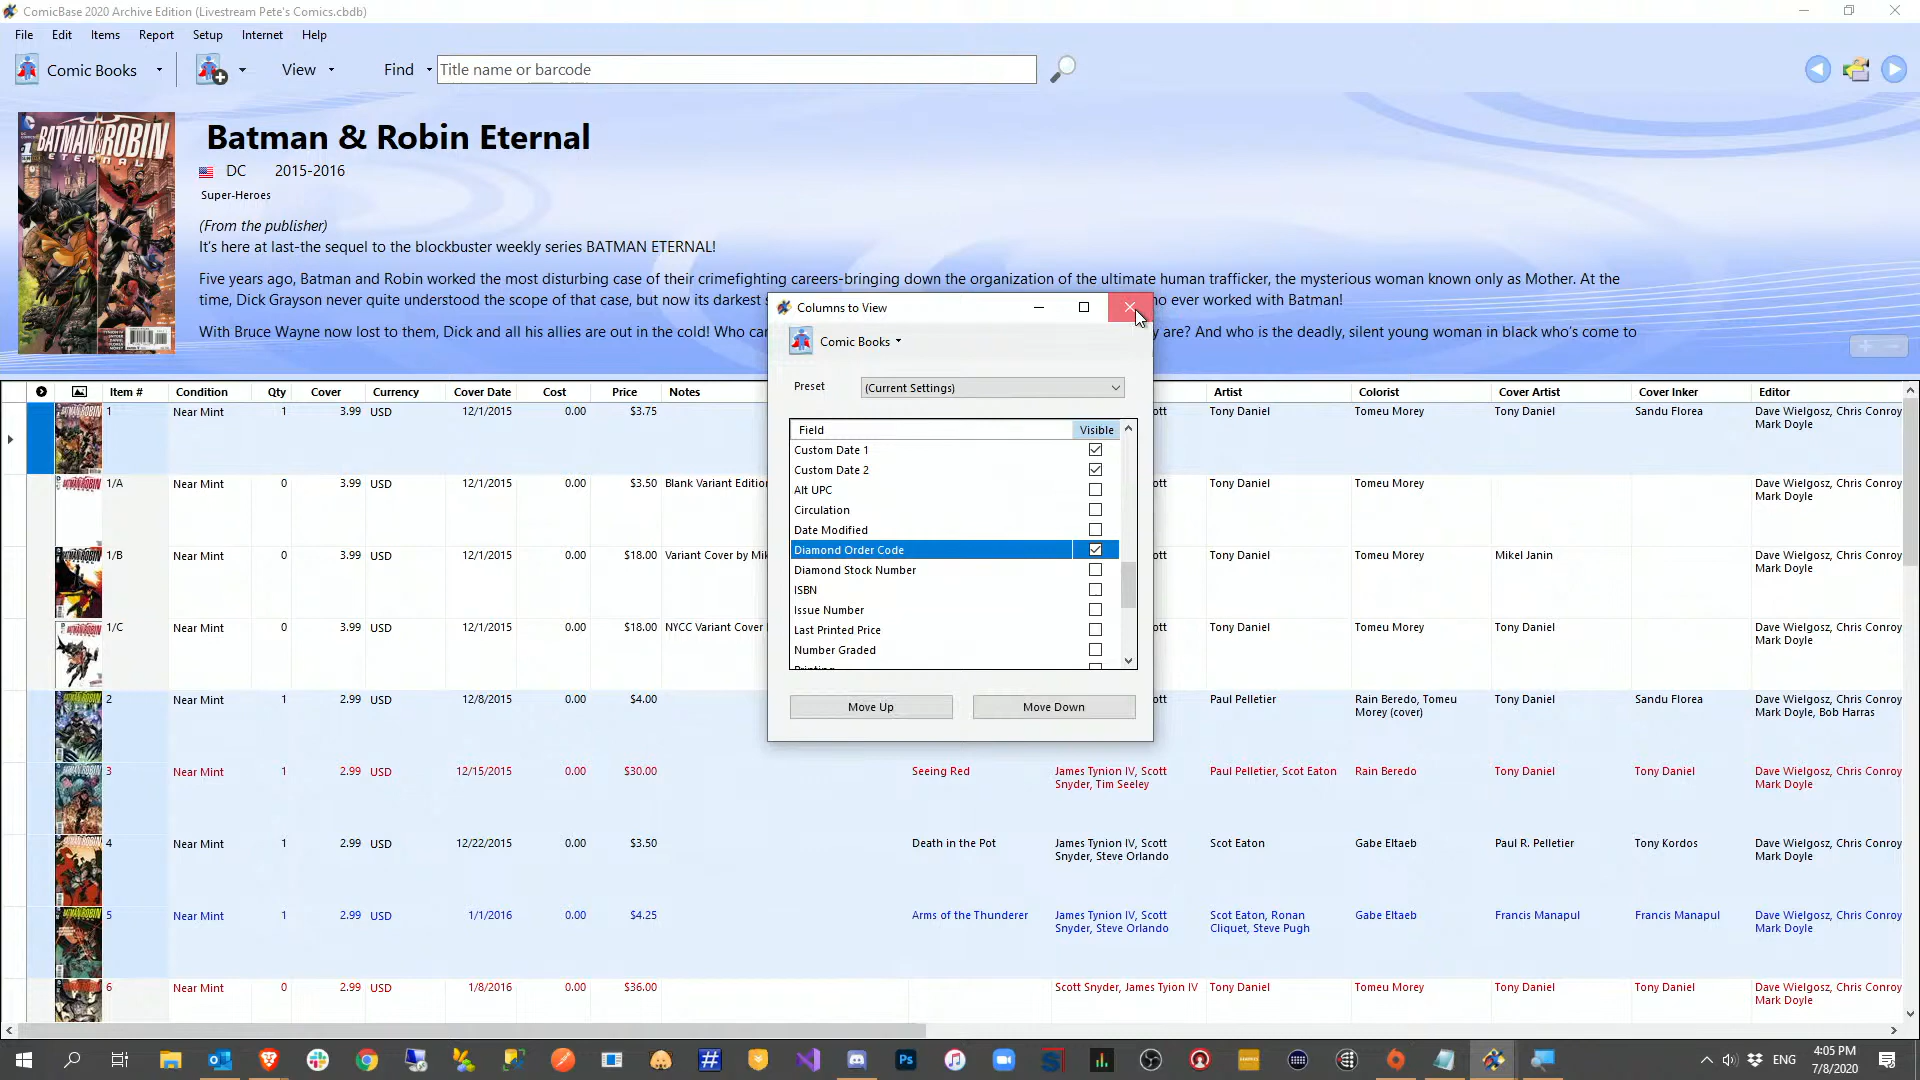 ComicBase 2020 Archive Edition (Livestream Pete's Comics.cbdb)
File Edit Items Report Setup Internet Help
Comic Books View Find Title name or barcode
Batman & Robin Eternal
DC 2015-2016
Super-Heroes
(From the publisher)
It's here at last-the sequel to the blockbuster weekly series BATMAN ETERNAL!
Five years ago, Batman and Robin worked the most disturbing case of their crimefighting careers-bringing down the organization of the ultimate human trafficker, the mysterious woman known only as Mother. At the
time, Dick Grayson never quite understood the scope of that case, but now its darkest s
ho ever worked with Batman!
With Bruce Wayne now lost to them, Dick and all his allies are out in the cold! Who can
y are? And who is the deadly, silent young woman in black who's come to
Columns to View
Comic Books
Preset (Current Settings)
Field Visible
Custom Date 1
Custom Date 2
Alt UPC
Circulation
Date Modified
Diamond Order Code
Diamond Stock Number
ISBN
Issue Number
Last Printed Price
Number Graded
Printing
Move Up Move Down
Item # Condition Qty Cover Currency Cover Date Cost Price Notes Artist Colorist Cover Artist Cover Inker Editor
1 Near Mint 1 3.99 USD 12/1/2015 0.00 $3.75 ott Tony Daniel Tomeu Morey Tony Daniel Sandu Florea Dave Wielgosz, Chris Conroy
Mark Doyle
1/A Near Mint 0 3.99 USD 12/1/2015 0.00 $3.50 Blank Variant Edition ott Tony Daniel Tomeu Morey Dave Wielgosz, Chris Conroy
Mark Doyle
1/B Near Mint 0 3.99 USD 12/1/2015 0.00 $18.00 Variant Cover by Mik ott Tony Daniel Tomeu Morey Mikel Janin Dave Wielgosz, Chris Conroy
Mark Doyle
1/C Near Mint 0 3.99 USD 12/1/2015 0.00 $18.00 NYCC Variant Cover ott Tony Daniel Tomeu Morey Tony Daniel Dave Wielgosz, Chris Conroy
Mark Doyle
2 Near Mint 1 2.99 USD 12/8/2015 0.00 $4.00 ott Paul Pelletier Rain Beredo, Tomeu Tony Daniel Sandu Florea Dave Wielgosz, Chris Conroy
Morey (cover) Mark Doyle, Bob Harras
3 Near Mint 1 2.99 USD 12/15/2015 0.00 $30.00 Seeing Red James Tynion IV, Scott Paul Pelletier, Scot Eaton Rain Beredo Tony Daniel Tony Daniel Dave Wielgosz, Chris Conroy
Snyder, Tim Seeley Mark Doyle
4 Near Mint 1 2.99 USD 12/22/2015 0.00 $3.50 Death in the Pot James Tynion IV, Scott Scot Eaton Gabe Eltaeb Paul R. Pelletier Tony Kordos Dave Wielgosz, Chris Conroy
Snyder, Steve Orlando Mark Doyle
5 Near Mint 1 2.99 USD 1/1/2016 0.00 $4.25 Arms of the Thunderer James Tynion IV, Scott Scot Eaton, Ronan Gabe Eltaeb Francis Manapul Francis Manapul Dave Wielgosz, Chris Conroy
Snyder, Steve Orlando Cliquet, Steve Pugh Mark Doyle
6 Near Mint 0 2.99 USD 1/8/2016 0.00 $36.00 Scott Snyder, James Tyion IV Tony Daniel Tomeu Morey Tony Daniel Tony Daniel Dave Wielgosz, Chris Conroy
Mark Doyle
ENG 4:05 PM
7/8/2020